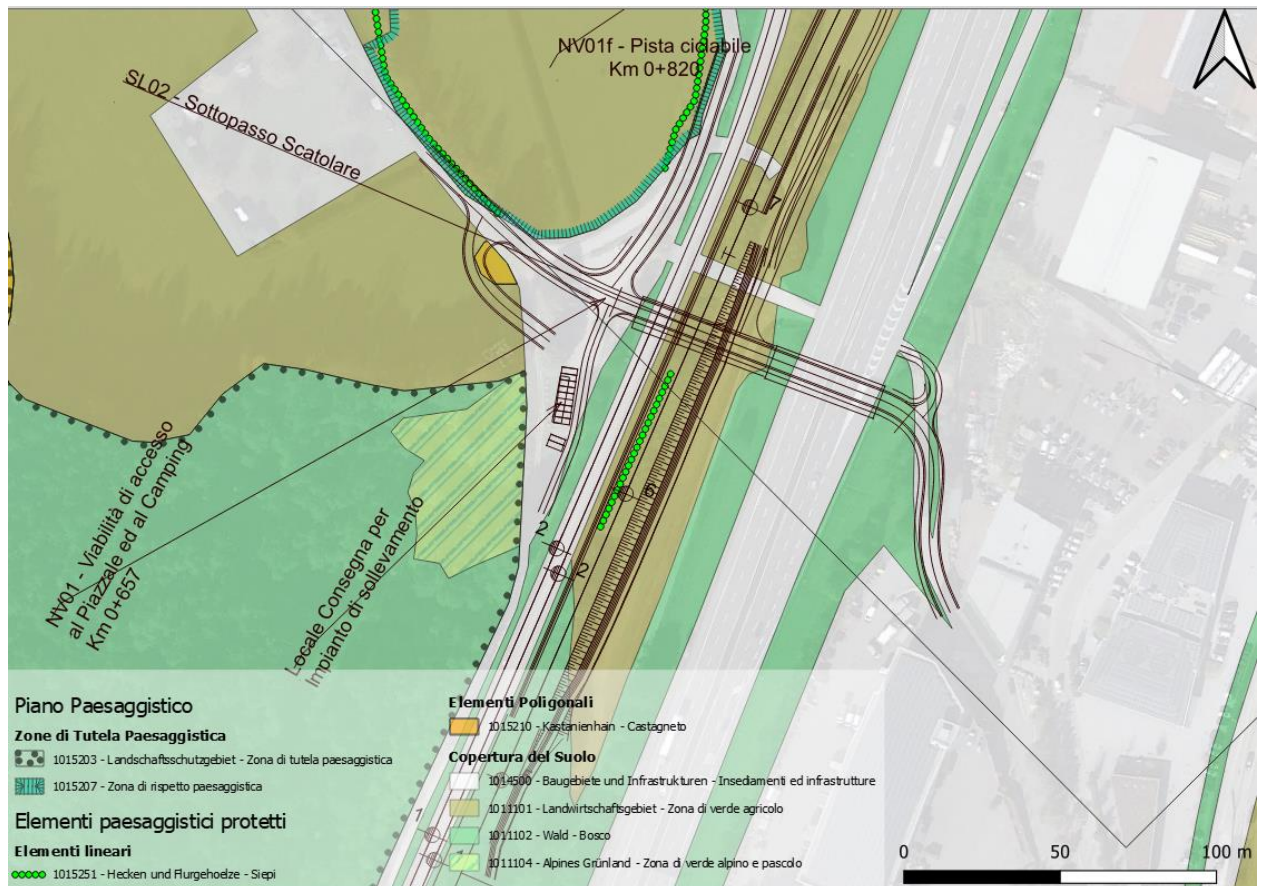 NV01f - Pista ciclabile
Km 0+820
SL02 - Sottopasso Scatolare
7
6
2
2
NV01 - Viabilità di accesso
al Piazzale ed al Camping
Km 0+657
Locale Consegna per
Impianto di sollevamento
1
Piano Paesaggistico
Zone di Tutela Paesaggistica
1015203 - Landschaftsschutzgebiet - Zona di tutela paesaggistica
1015207 - Zona di rispetto paesaggistica
Elementi paesaggistici protetti
Elementi lineari
1015251 - Hecken und Flurgehoelze - Siepi
Elementi Poligonali
1015210 - Kastanienhain - Castagneto
Copertura del Suolo
1014500 - Baugebiete und Infrastrukturen - Insediamenti ed infrastrutture
1011101 - Landwirtschaftsgebiet - Zona di verde agricolo
1011102 - Wald - Bosco
1011104 - Alpines Grünland - Zona di verde alpino e pascolo
0 50 100 m